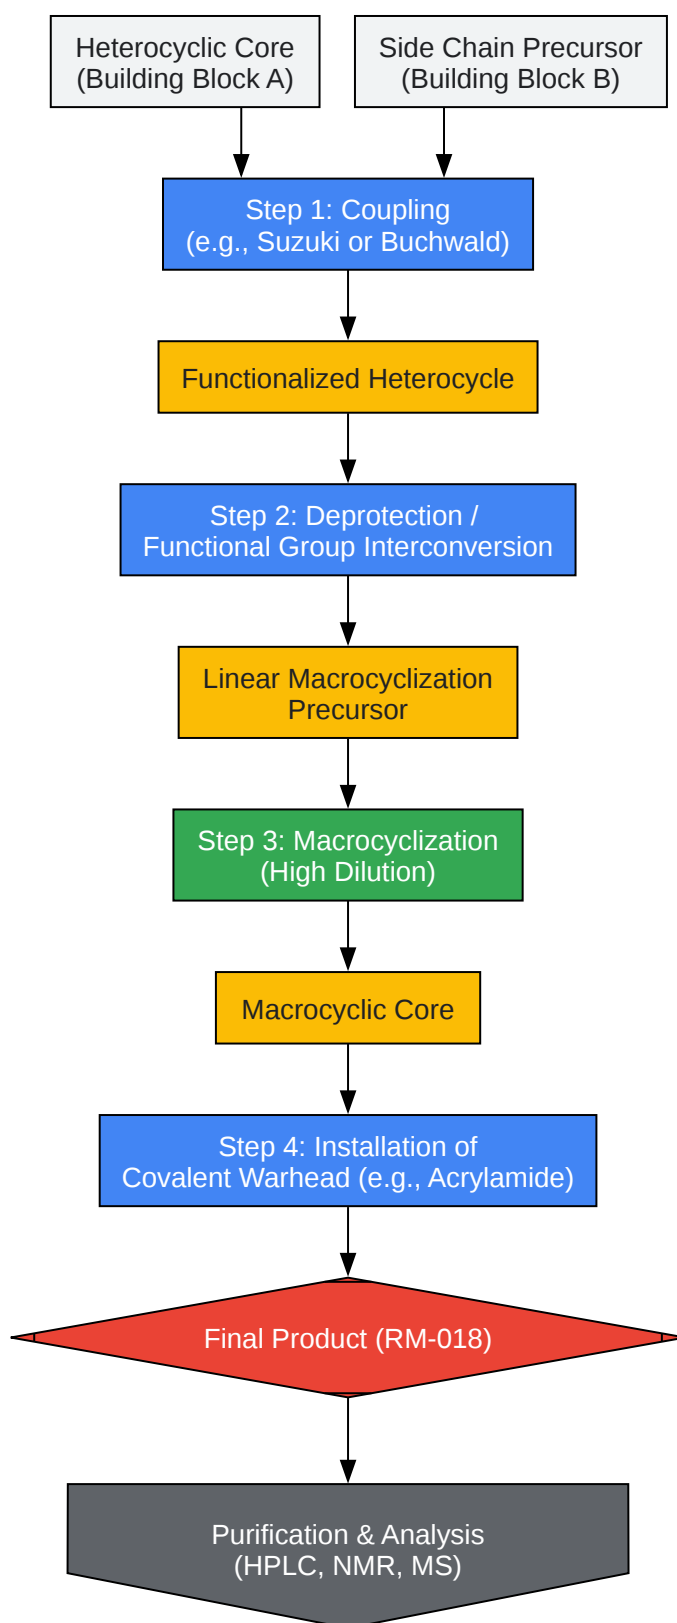 Heterocyclic Core
(Building Block A)
Side Chain Precursor
(Building Block B)
Step 1: Coupling
(e.g., Suzuki or Buchwald)
Functionalized Heterocycle
Step 2: Deprotection /
Functional Group Interconversion
Linear Macrocyclization
Precursor
Step 3: Macrocyclization
(High Dilution)
Macrocyclic Core
Step 4: Installation of
Covalent Warhead (e.g., Acrylamide)
Final Product (RM-018)
Purification & Analysis
(HPLC, NMR, MS)